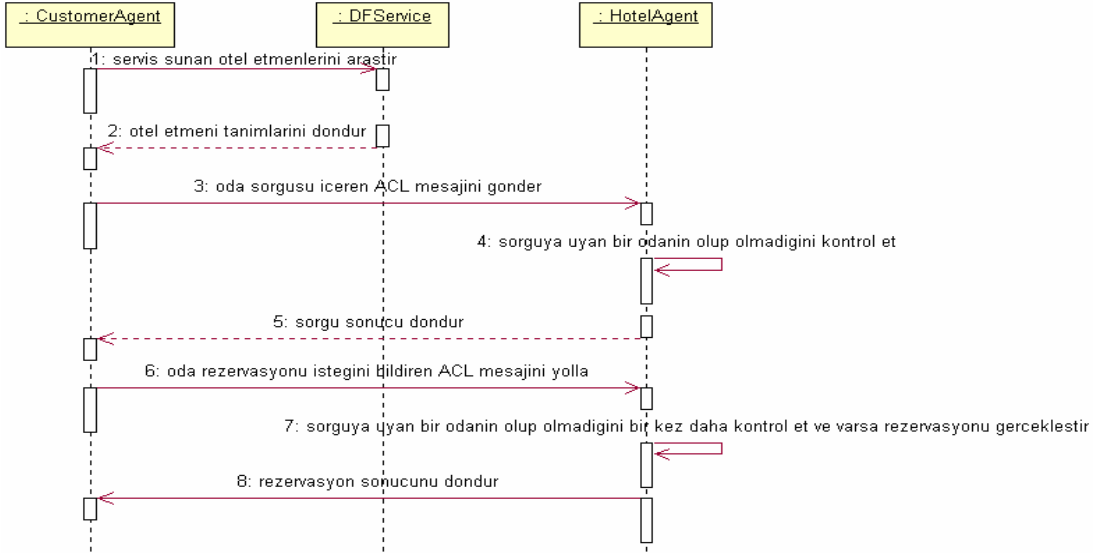 : CustomerAgent
: DFService
: HotelAgent
1: servis sunan otel etmenlerini arastir
2: otel etmeni tanimlarini dondur
3: oda sorgusu iceren ACL mesajini gonder
4: sorguya uyan bir odanin olup olmadigini kontrol et
5: sorgu sonucu dondur
6: oda rezervasyonu istegini bildiren ACL mesajini yolla
7: sorguya uyan bir odanin olup olmadigini bir kez daha kontrol et ve varsa rezervasyonu gerceklestir
8: rezervasyon sonucunu dondur